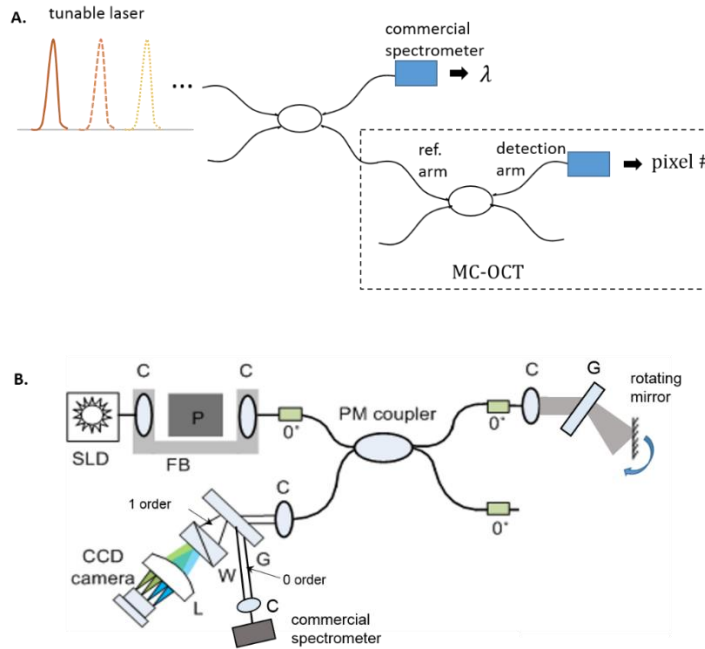 A.
tunable laser
...
commercial
spectrometer
λ
ref.
arm
detection
arm
pixel #
MC-OCT
B.
C
C
C
G
rotating
mirror
P
PM coupler
0°
0°
SLD
FB
C
1 order
0°
CCD
camera
W
G
0 order
L
C
commercial
spectrometer